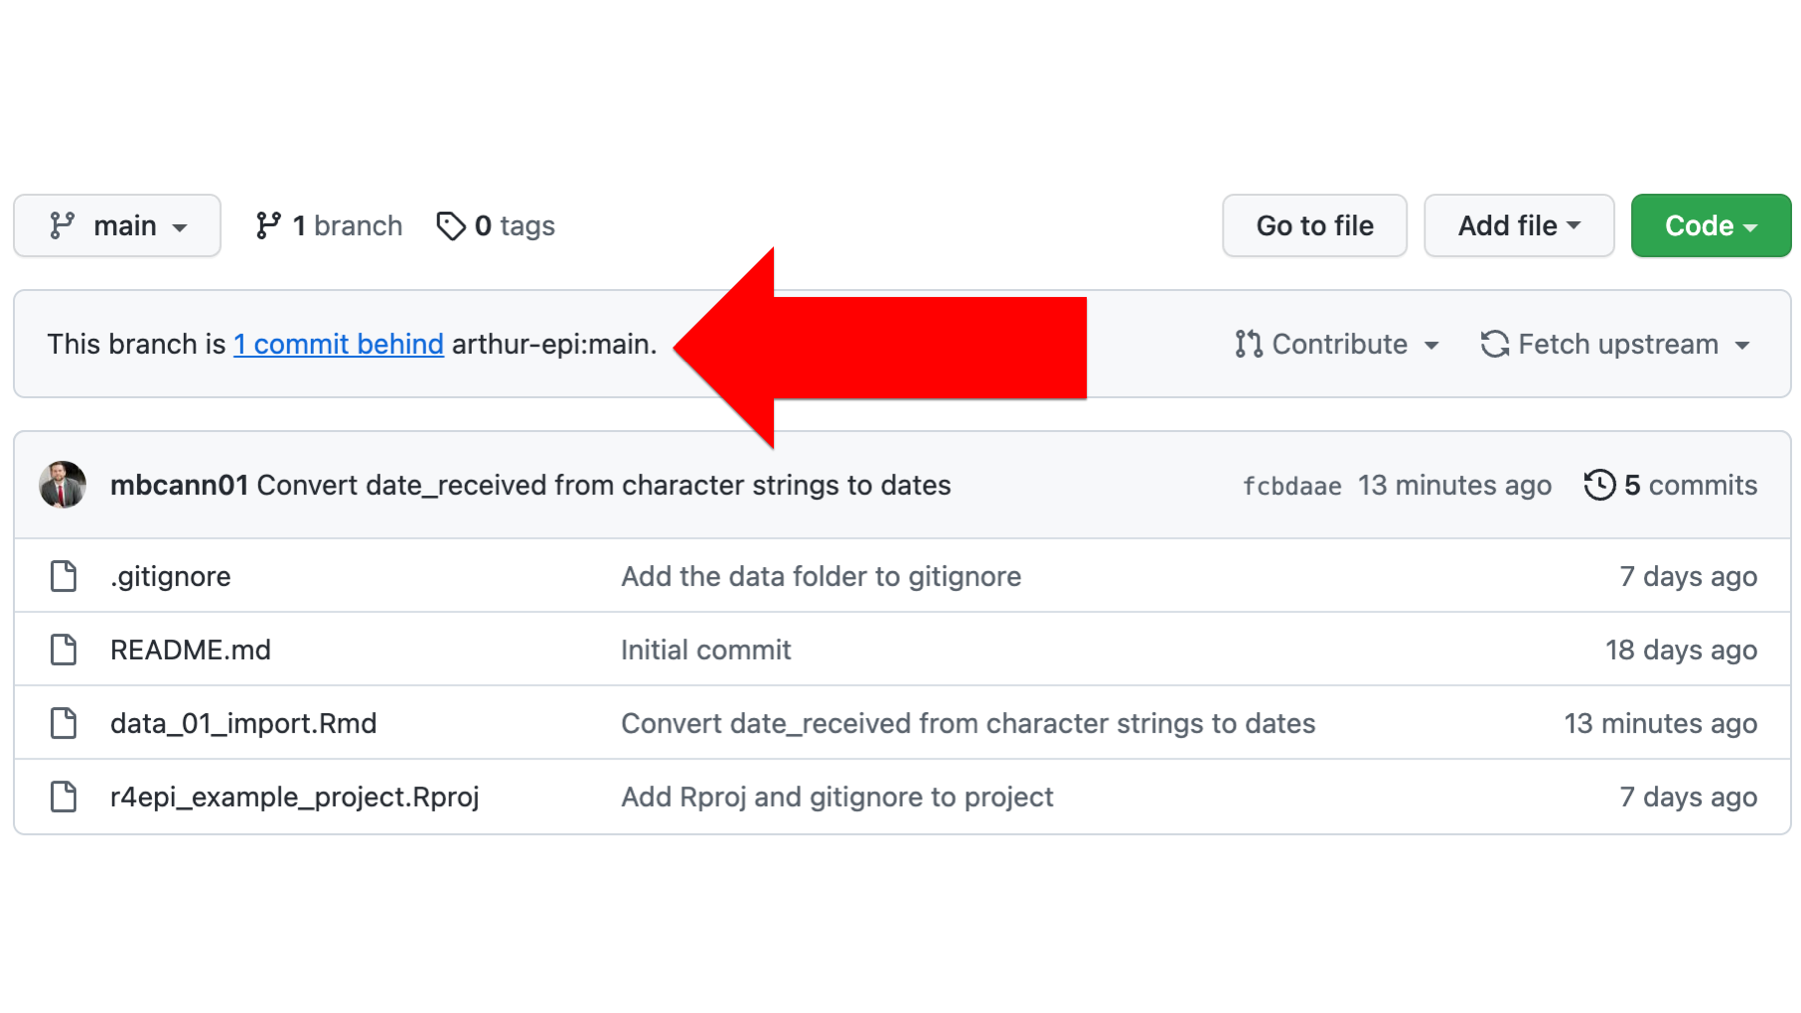 main 1 branch 0 tags Go to file Add file Code
This branch is 1 commit behind arthur-epi:main. Contribute Fetch upstream
mbcann01 Convert date_received from character strings to dates fcbdaae 13 minutes ago 5 commits
.gitignore Add the data folder to gitignore 7 days ago
README.md Initial commit 18 days ago
data_01_import.Rmd Convert date_received from character strings to dates 13 minutes ago
r4epi_example_project.Rproj Add Rproj and gitignore to project 7 days ago